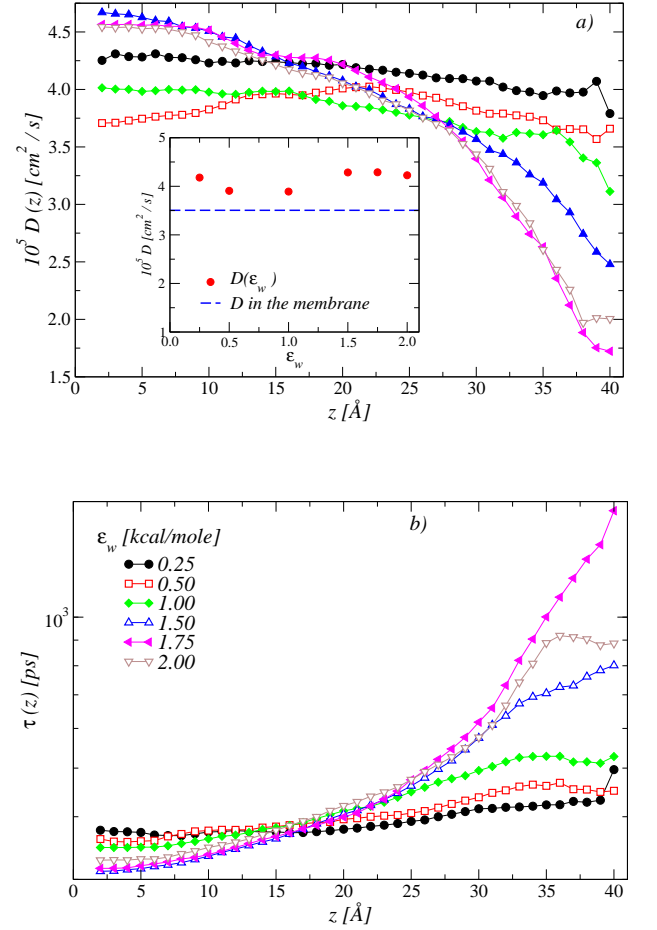 a)
4.5
4.0
3.5
3.0
2.5
2.0
1.5
10^5 D (z) [cm^2 / s]
5
4
3
2
1
10^5 D [cm^2 / s]
D(ε_w)
D in the membrane
0.0 0.5 1.0 1.5 2.0
ε_w
0 5 10 15 20 25 30 35 40
z [Å]
b)
ε_w [kcal/mole]
0.25
0.50
1.00
1.50
1.75
2.00
10^3
τ (z) [ps]
0 5 10 15 20 25 30 35 40
z [Å]